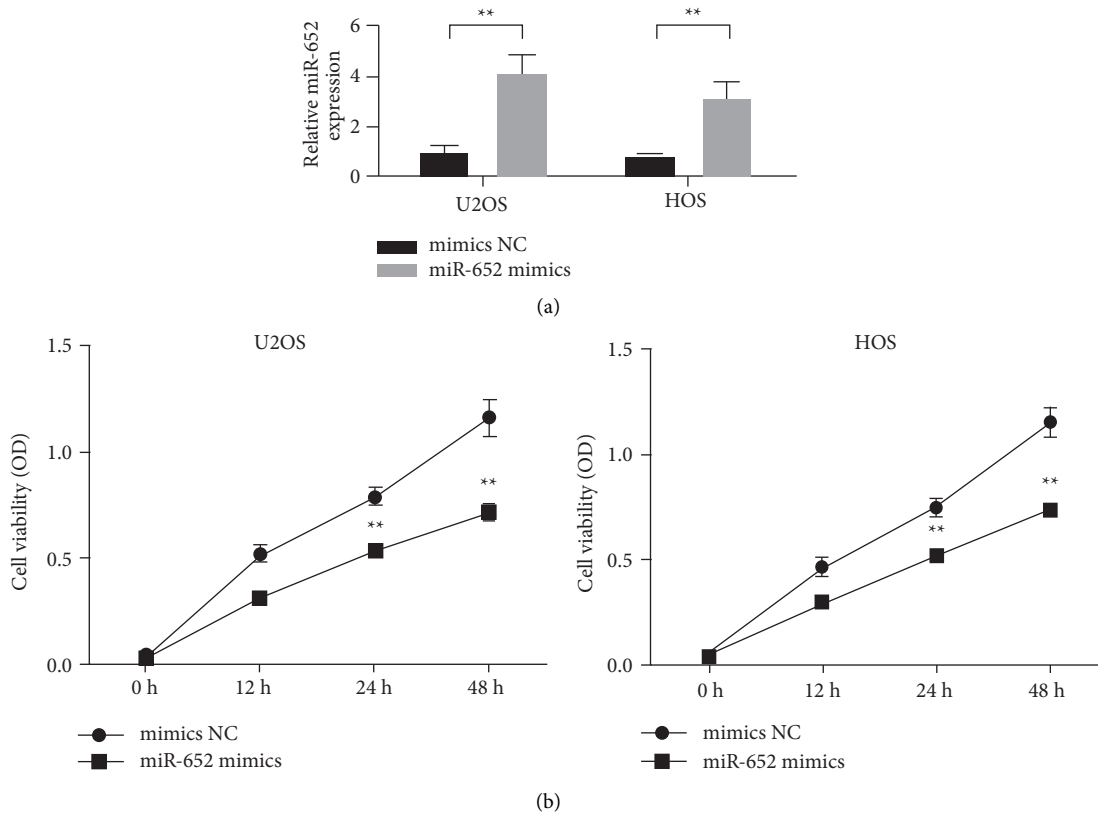 **
**
6
4
2
0
Relative miR-652
expression
U2OS
HOS
mimics NC
miR-652 mimics
(a)
U2OS
1.5
1.0
0.5
0.0
Cell viability (OD)
**
**
0 h
12 h
24 h
48 h
mimics NC
miR-652 mimics
HOS
1.5
1.0
0.5
0.0
Cell viability (OD)
**
**
0 h
12 h
24 h
48 h
mimics NC
miR-652 mimics
(b)